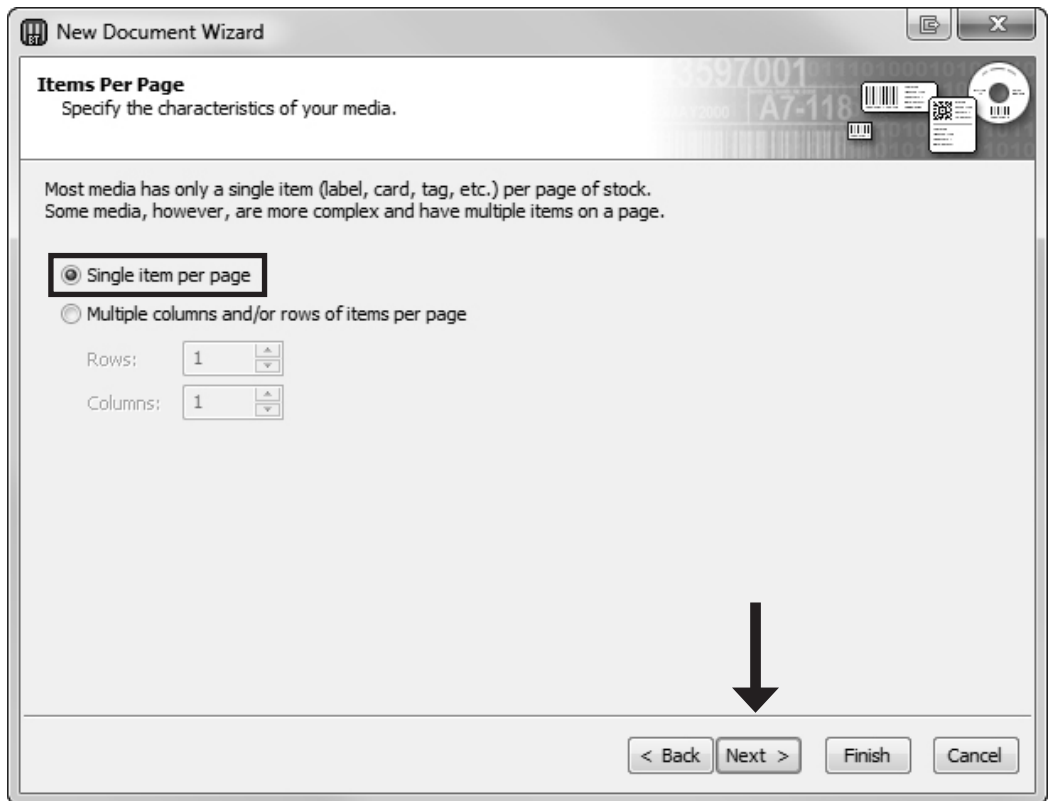 New Document Wizard
Items Per Page
Specify the characteristics of your media.
3597001
A7-118
Most media has only a single item (label, card, tag, etc.) per page of stock.
Some media, however, are more complex and have multiple items on a page.
Single item per page
Multiple columns and/or rows of items per page
Rows: 1
Columns: 1
< Back Next > Finish Cancel